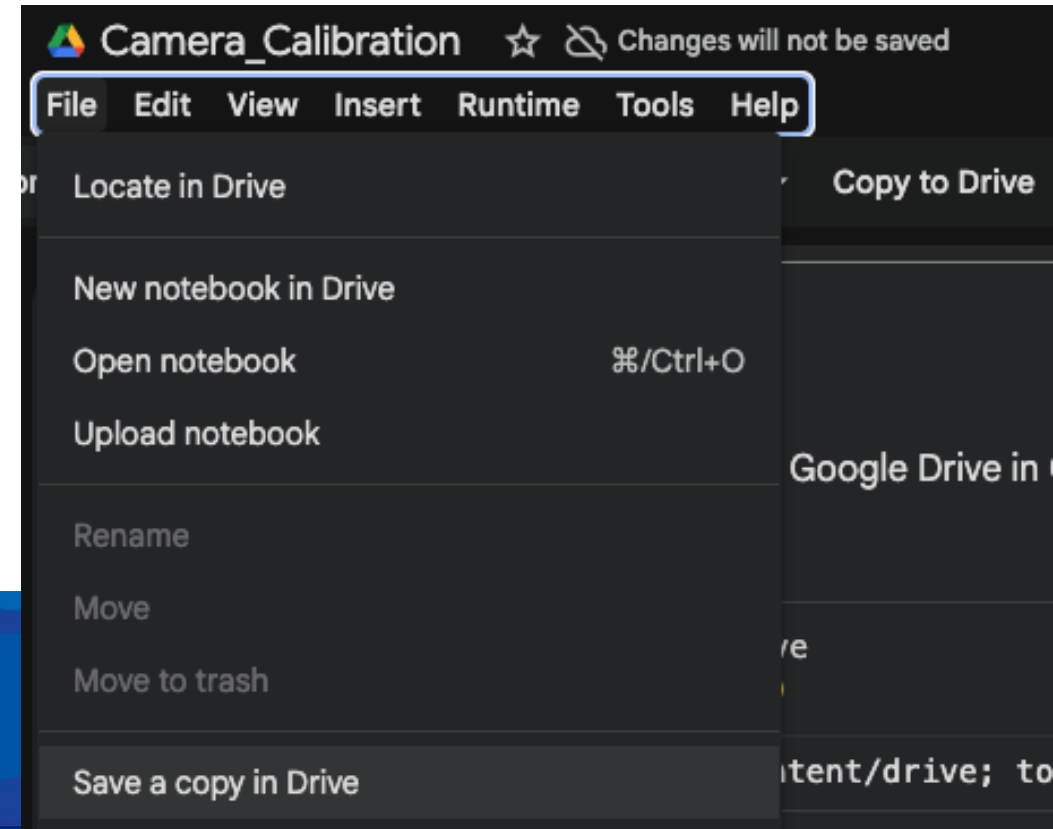 Camera_Calibration Changes will not be saved
File Edit View Insert Runtime Tools Help
Locate in Drive
Copy to Drive
New notebook in Drive
Open notebook ⌘/Ctrl+O
Upload notebook
Google Drive in
Rename
Move
Move to trash
Save a copy in Drive
tent/drive; to